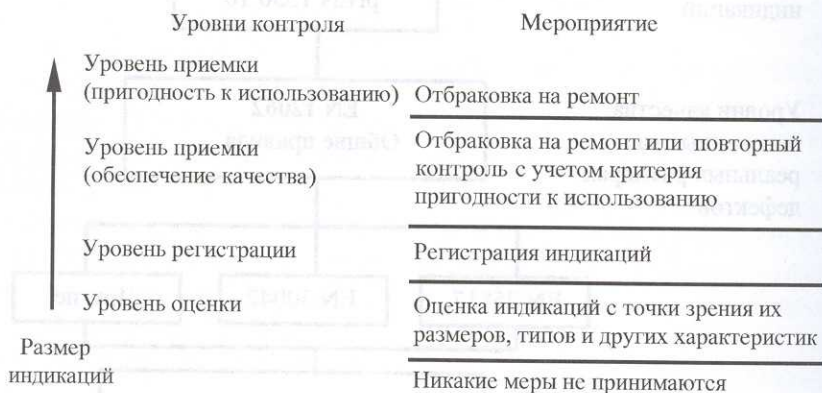 Уровни контроля
Мероприятие
Уровень приемки
(пригодность к использованию)
Отбраковка на ремонт
Уровень приемки
(обеспечение качества)
Отбраковка на ремонт или повторный
контроль с учетом критерия
пригодности к использованию
Уровень регистрации
Регистрация индикаций
Уровень оценки
Оценка индикаций с точки зрения их
размеров, типов и других характеристик
Размер
индикаций
Никакие меры не принимаются